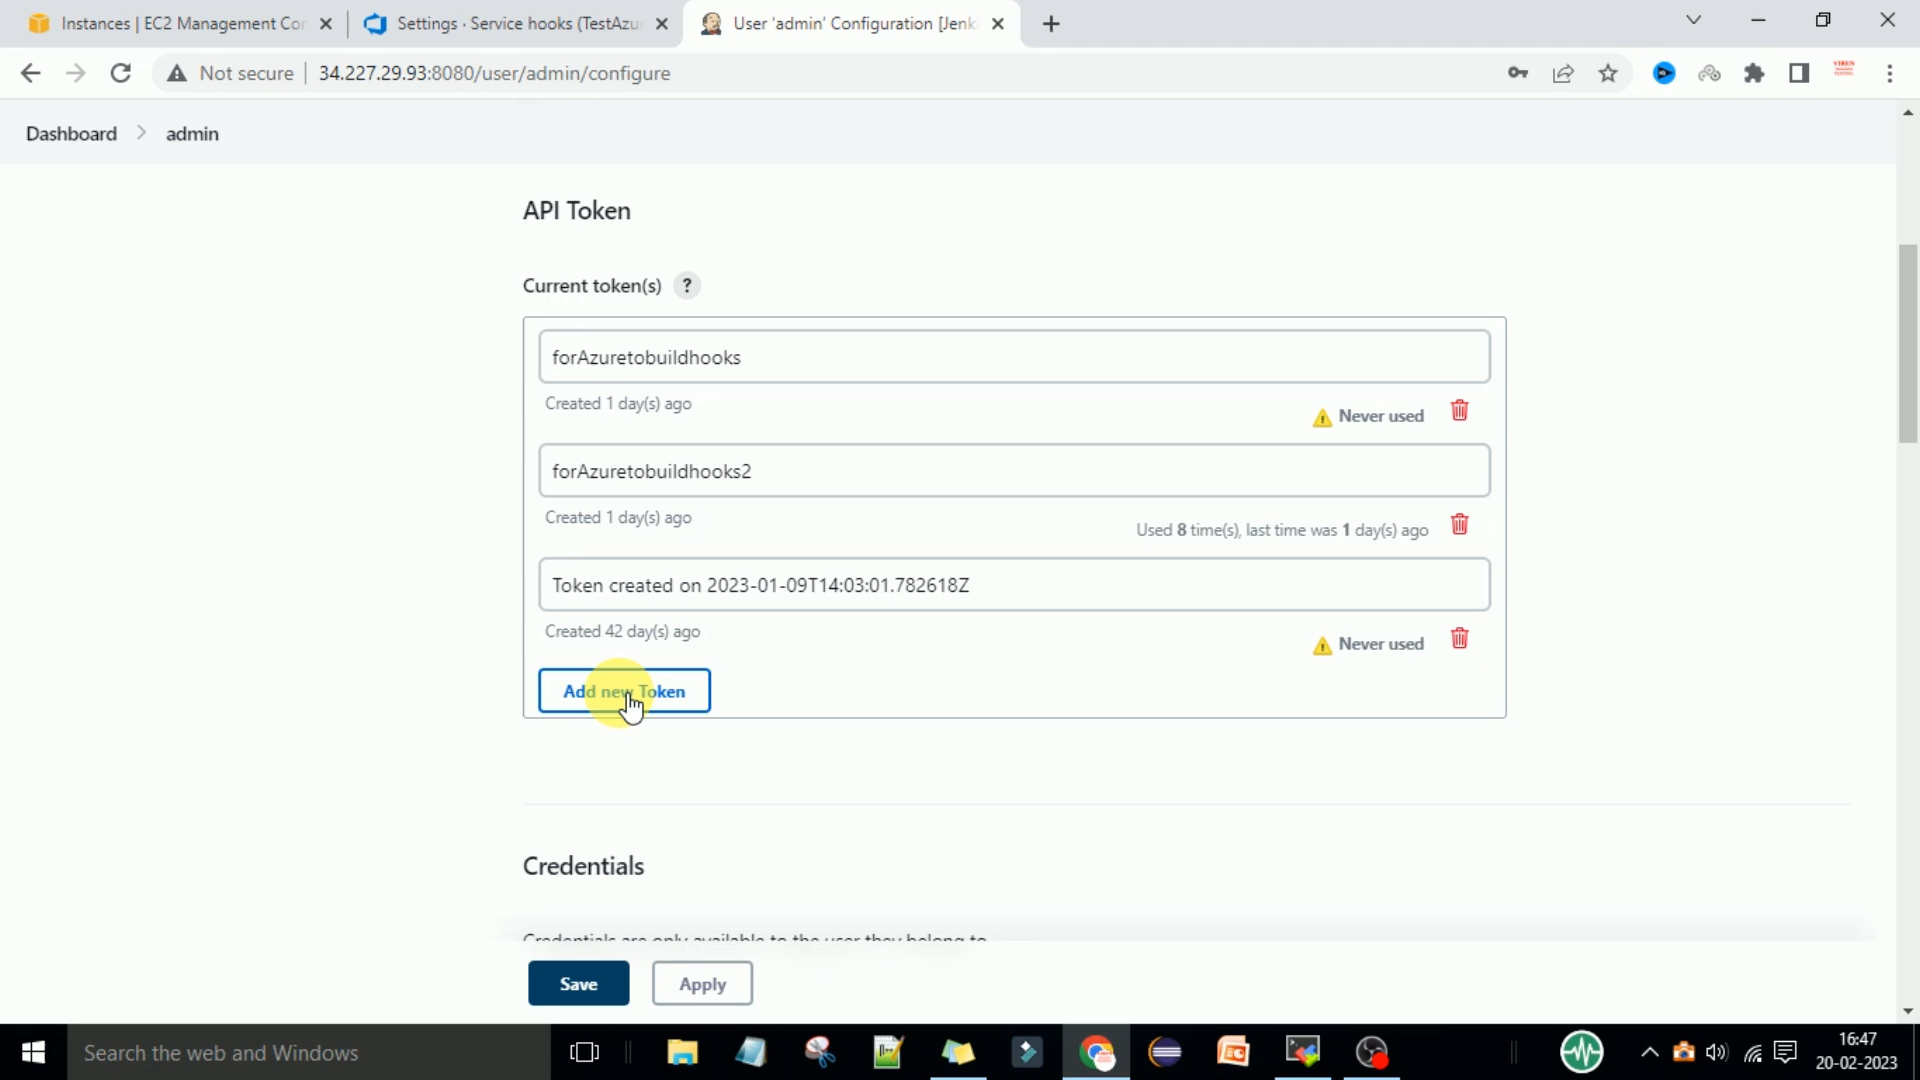 Instances | EC2 Management Con
Settings · Service hooks (TestAzur
User 'admin' Configuration [Jenki
Not secure
34.227.29.93:8080/user/admin/configure
VIREN
Dashboard
admin
API Token
Current token(s) ?
forAzuretobuildhooks
Created 1 day(s) ago
Never used
forAzuretobuildhooks2
Created 1 day(s) ago
Used 8 time(s), last time was 1 day(s) ago
Token created on 2023-01-09T14:03:01.782618Z
Created 42 day(s) ago
Never used
Add new Token
Credentials
Credentials are only available to the user they belong to
Save
Apply
Search the web and Windows
16:47
20-02-2023